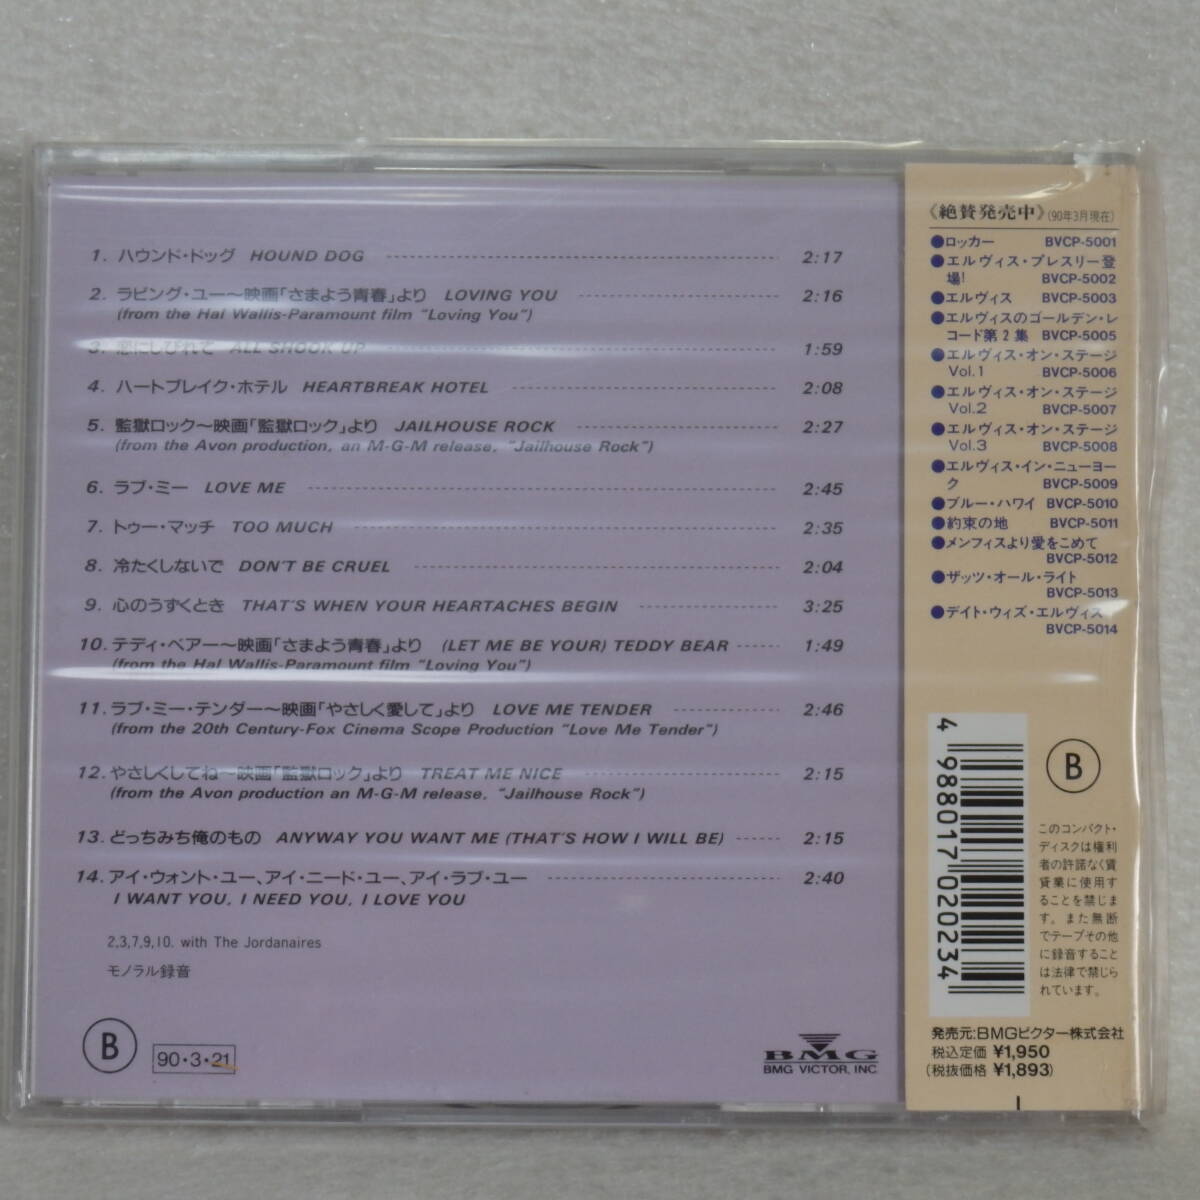 1. ハウンド・ドッグ HOUND DOG 2:17
2. ラビング・ユー〜映画「さまよう青春」より LOVING YOU 2:16
(from the Hal Wallis-Paramount film "Loving You")
3. 恋にしびれて ALL SHOOK UP 1:59
4. ハートブレイク・ホテル HEARTBREAK HOTEL 2:08
5. 監獄ロック〜映画「監獄ロック」より JAILHOUSE ROCK 2:27
(from the Avon production, an M-G-M release, "Jailhouse Rock")
6. ラブ・ミー LOVE ME 2:45
7. トゥー・マッチ TOO MUCH 2:35
8. 冷たくしないで DON'T BE CRUEL 2:04
9. 心のうずくとき THAT'S WHEN YOUR HEARTACHES BEGIN 3:25
10. テディ・ベアー〜映画「さまよう青春」より (LET ME BE YOUR) TEDDY BEAR 1:49
(from the Hal Wallis-Paramount film "Loving You")
11. ラブ・ミー・テンダー〜映画「やさしく愛して」より LOVE ME TENDER 2:46
(from the 20th Century-Fox Cinema Scope Production "Love Me Tender")
12. やさしくしてね〜映画「監獄ロック」より TREAT ME NICE 2:15
(from the Avon production an M-G-M release, "Jailhouse Rock")
13. どっちみち俺のもの ANYWAY YOU WANT ME (THAT'S HOW I WILL BE) 2:15
14. アイ・ウォント・ユー、アイ・ニード・ユー、アイ・ラブ・ユー 2:40
I WANT YOU, I NEED YOU, I LOVE YOU
2,3,7,9,10. with The Jordanaires
モノラル録音
B 90・3・21
BMG
BMG VICTOR, INC.
《絶賛発売中》(90年3月現在)
●ロッカー BVCP-5001
●エルヴィス・プレスリー登
場! BVCP-5002
●エルヴィス BVCP-5003
●エルヴィスのゴールデン・レ
コード第2集 BVCP-5005
●エルヴィス・オン・ステージ
Vol.1 BVCP-5006
●エルヴィス・オン・ステージ
Vol.2 BVCP-5007
●エルヴィス・オン・ステージ
Vol.3 BVCP-5008
●エルヴィス・イン・ニューヨー
ク BVCP-5009
●ブルー・ハワイ BVCP-5010
●約束の地 BVCP-5011
●メンフィスより愛をこめて
BVCP-5012
●ザッツ・オール・ライト
BVCP-5013
●デイト・ウィズ・エルヴィス
BVCP-5014
4 988017 020234
B
このコンパクト・
ディスクは権利
者の許諾なく賃
貸業に使用す
ることを禁じま
す。また無断
でテープその他
に録音すること
は法律で禁じら
れています。
発売元:BMGビクター株式会社
税込定価 ¥1,950
(税抜価格 ¥1,893)